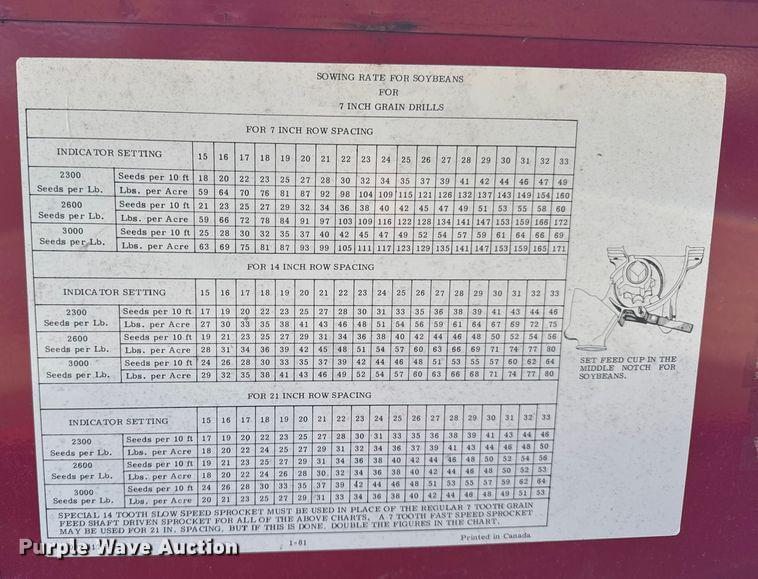 SOWING RATE FOR SOYBEANS
FOR
7 INCH GRAIN DRILLS
FOR 7 INCH ROW SPACING
INDICATOR SETTING 15 16 17 18 19 20 21 22 23 24 25 26 27 28 29 30 31 32 33
2300 Seeds per Lb. Seeds per 10 ft 18 20 22 23 25 27 28 30 32 34 35 37 39 41 42 44 46 47 49
Lbs. per Acre 59 64 70 76 81 87 92 98 104 109 115 121 126 132 137 143 149 154 160
2600 Seeds per Lb. Seeds per 10 ft 21 23 25 27 29 32 34 36 38 40 42 45 47 49 51 53 55 58 60
Lbs. per Acre 59 66 72 78 84 91 97 103 109 116 122 128 134 141 147 153 159 166 172
3000 Seeds per Lb. Seeds per 10 ft 25 28 30 32 35 37 40 42 45 47 49 52 54 57 59 61 64 66 69
Lbs. per Acre 63 69 75 81 87 93 99 105 111 117 123 129 135 141 147 153 159 165 171
FOR 14 INCH ROW SPACING
INDICATOR SETTING 15 16 17 18 19 20 21 22 23 24 25 26 27 28 29 30 31 32 33
2300 Seeds per Lb. Seeds per 10 ft 17 19 20 22 23 25 27 28 30 31 33 35 36 38 39 41 43 44 46
Lbs. per Acre 27 30 33 35 38 41 43 46 48 51 54 56 59 61 64 67 69 72 75
2600 Seeds per Lb. Seeds per 10 ft 19 21 23 25 27 29 31 34 36 38 40 42 44 46 48 50 52 54 56
Lbs. per Acre 28 31 34 36 39 42 45 48 51 54 57 60 63 66 69 71 74 77 80
3000 Seeds per Lb. Seeds per 10 ft 24 26 28 30 33 35 37 39 42 44 46 48 51 53 55 57 60 62 64
Lbs. per Acre 29 32 35 38 41 43 46 49 52 54 57 60 63 66 68 71 74 77 80
FOR 21 INCH ROW SPACING
INDICATOR SETTING 15 16 17 18 19 20 21 22 23 24 25 26 27 28 29 30 31 32 33
2300 Seeds per Lb. Seeds per 10 ft 17 19 20 22 23 25 27 28 30 31 33 35 36 38 39 41 43 44 46
Lbs. per Acre 18 20 22 24 25 27 29 31 32 34 36 37 39 41 43 44 46 48 50
2600 Seeds per Lb. Seeds per 10 ft 19 21 23 25 27 29 31 34 36 38 40 42 44 46 48 50 52 54 56
Lbs. per Acre 18 20 22 24 26 28 30 32 34 36 38 40 42 44 46 48 50 52 53
3000 Seeds per Lb. Seeds per 10 ft 24 26 28 30 33 35 37 39 42 44 46 48 51 53 55 57 59 62 64
Lbs. per Acre 20 21 23 25 27 29 31 33 34 36 38 40 42 44 46 48 49 51 53
SPECIAL 14 TOOTH SLOW SPEED SPROCKET MUST BE USED IN PLACE OF THE REGULAR 7 TOOTH GRAIN
FEED SHAFT DRIVEN SPROCKET FOR ALL OF THE ABOVE CHARTS. A 7 TOOTH FAST SPEED SPROCKET
MAY BE USED FOR 21 IN. SPACING, BUT IF THIS IS DONE, DOUBLE THE FIGURES IN THE CHART.
1-81
Printed in Canada
SET FEED CUP IN THE
MIDDLE NOTCH FOR
SOYBEANS.
Purple Wave Auction